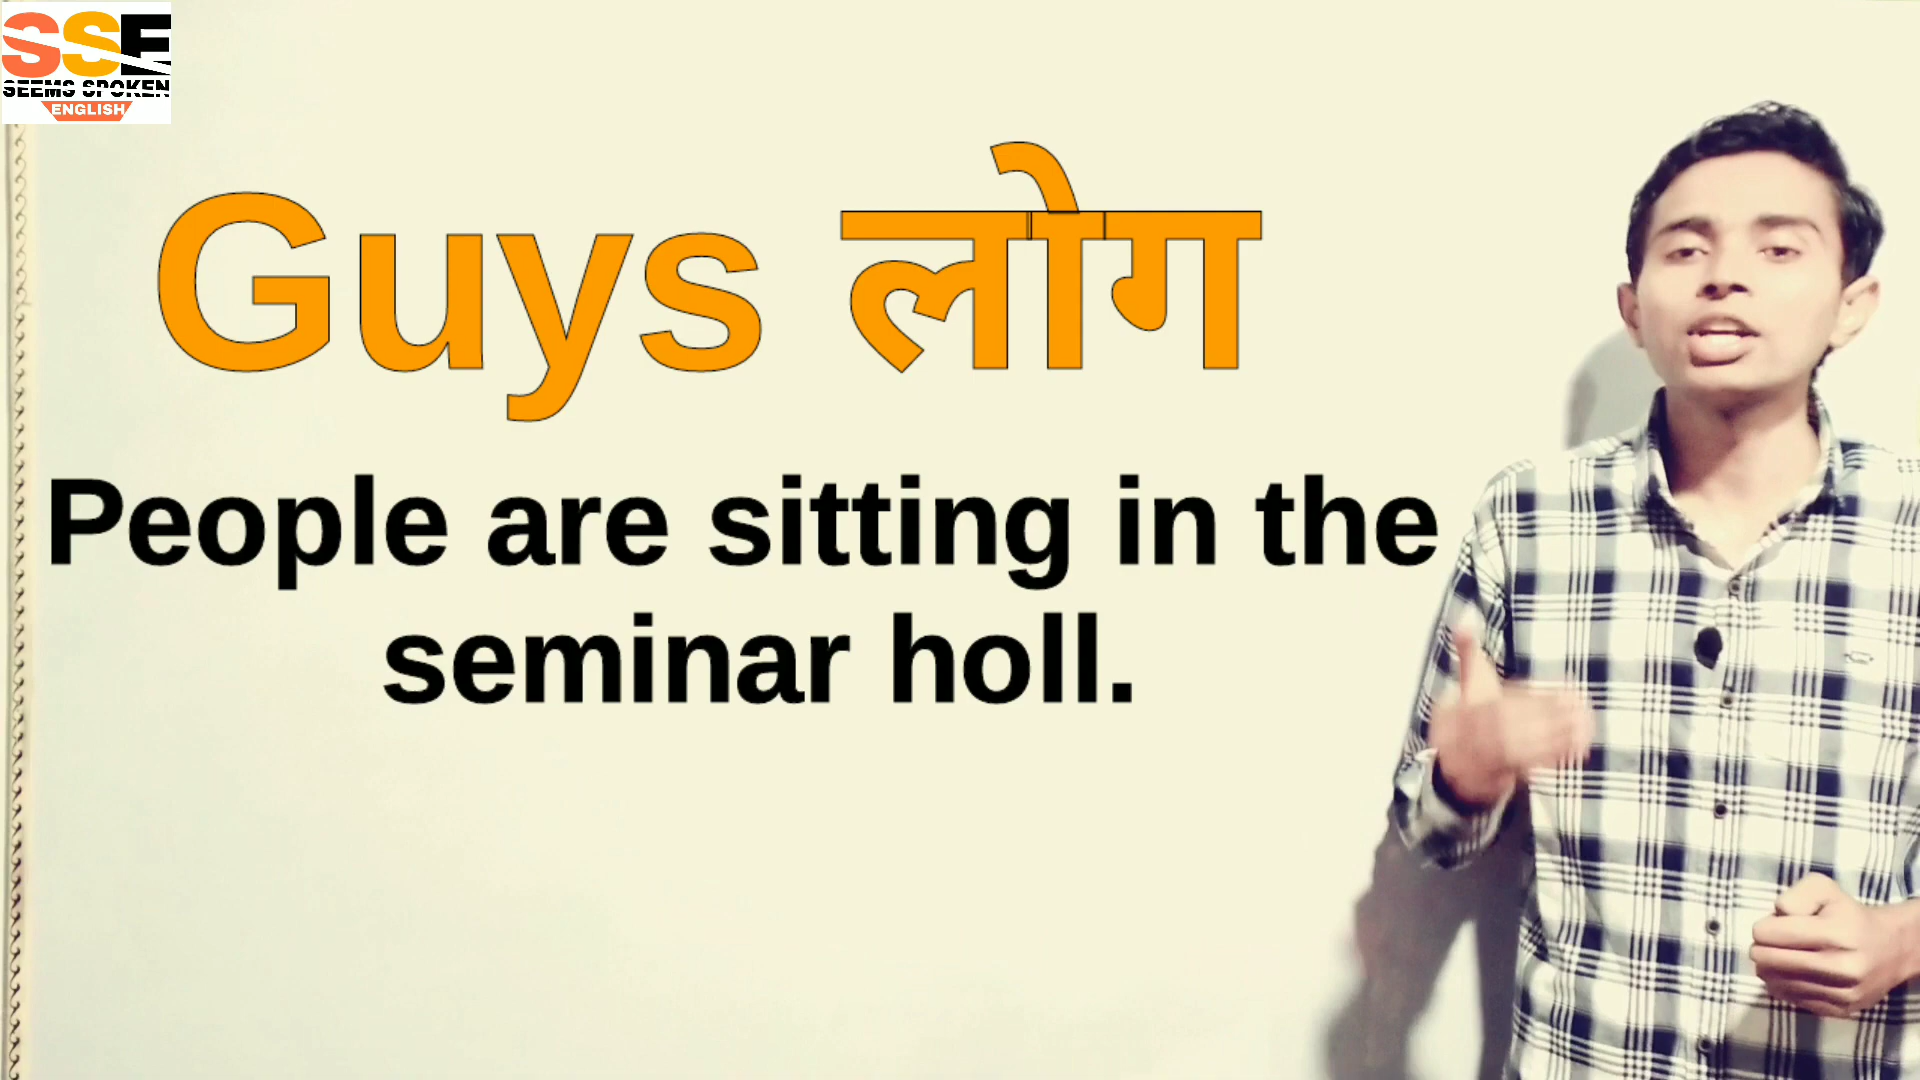 SSE
SEEMS SPOKEN
ENGLISH
Guys लोग
People are sitting in the
seminar holl.